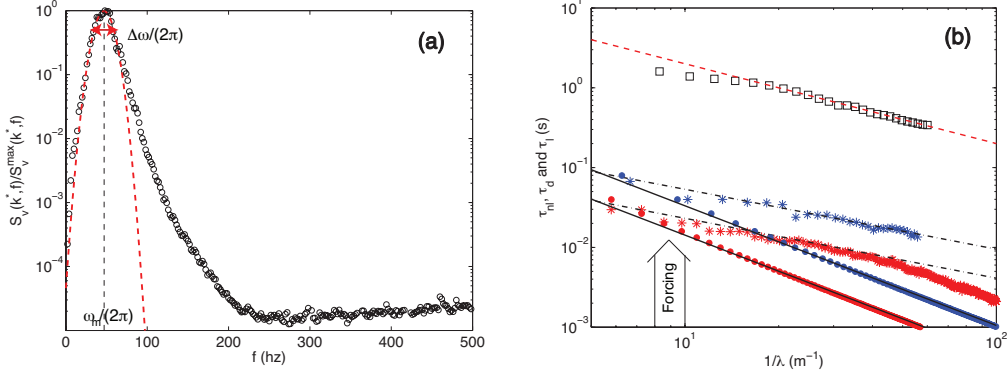 (a)
Δω/(2π)
ω_m/(2π)
10^0
10^-1
10^-2
10^-3
10^-4
0
100
200
300
400
500
f (hz)
S_v(k^*,f)/S_v^max(k^*,f)
(b)
Forcing
10^1
10^0
10^-1
10^-2
10^-3
10^1
10^2
1/λ (m^-1)
τ_nl, τ_d and τ_l (s)